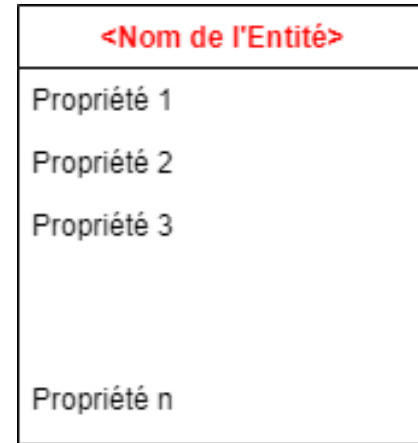 <Nom de l'Entité>
Propriété 1
Propriété 2
Propriété 3
Propriété n